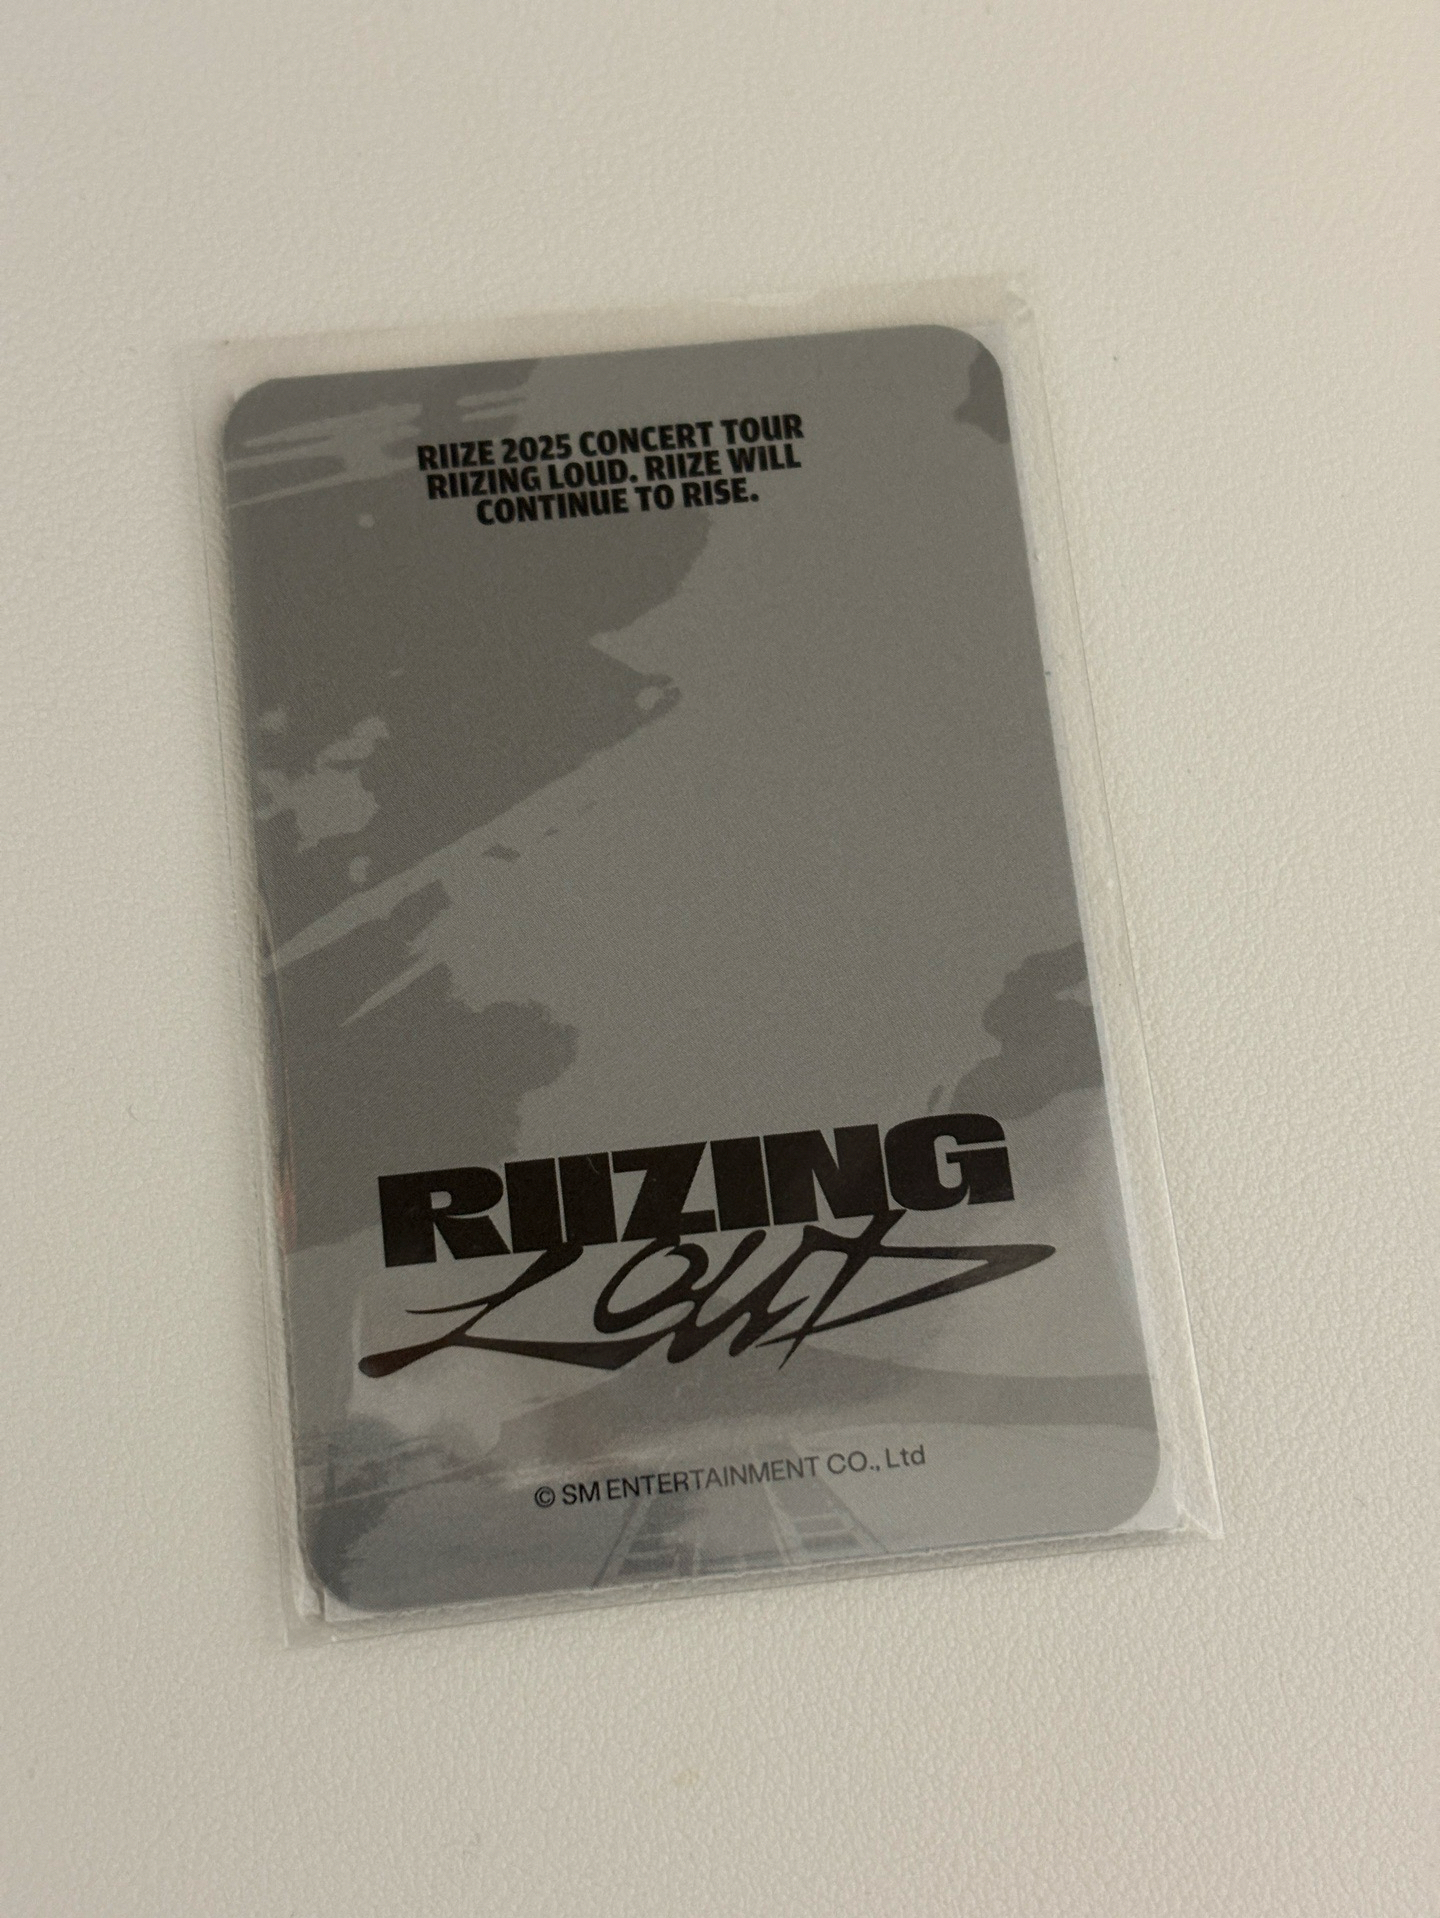 RIIZE 2025 CONCERT TOUR
RIIZING LOUD. RIIZE WILL
CONTINUE TO RISE.
RIIZING
LOUD
© SM ENTERTAINMENT CO., Ltd